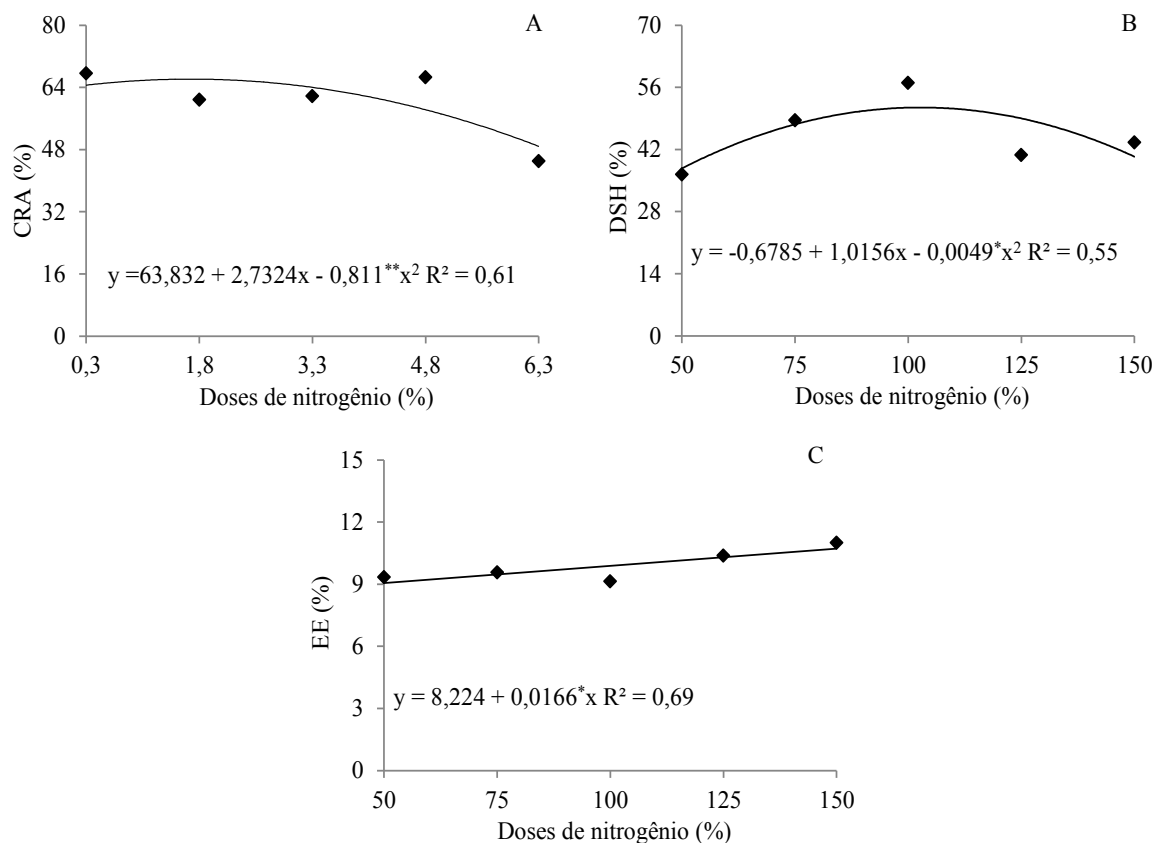 A
80
64
48
32
16
0
CRA (%)
y =63,832 + 2,7324x - 0,811**x² R² = 0,61
0,3 1,8 3,3 4,8 6,3
Doses de nitrogênio (%)
B
70
56
42
28
14
0
DSH (%)
y = -0,6785 + 1,0156x - 0,0049*x² R² = 0,55
50 75 100 125 150
Doses de nitrogênio (%)
C
15
12
9
6
3
0
EE (%)
y = 8,224 + 0,0166*x R² = 0,69
50 75 100 125 150
Doses de nitrogênio (%)